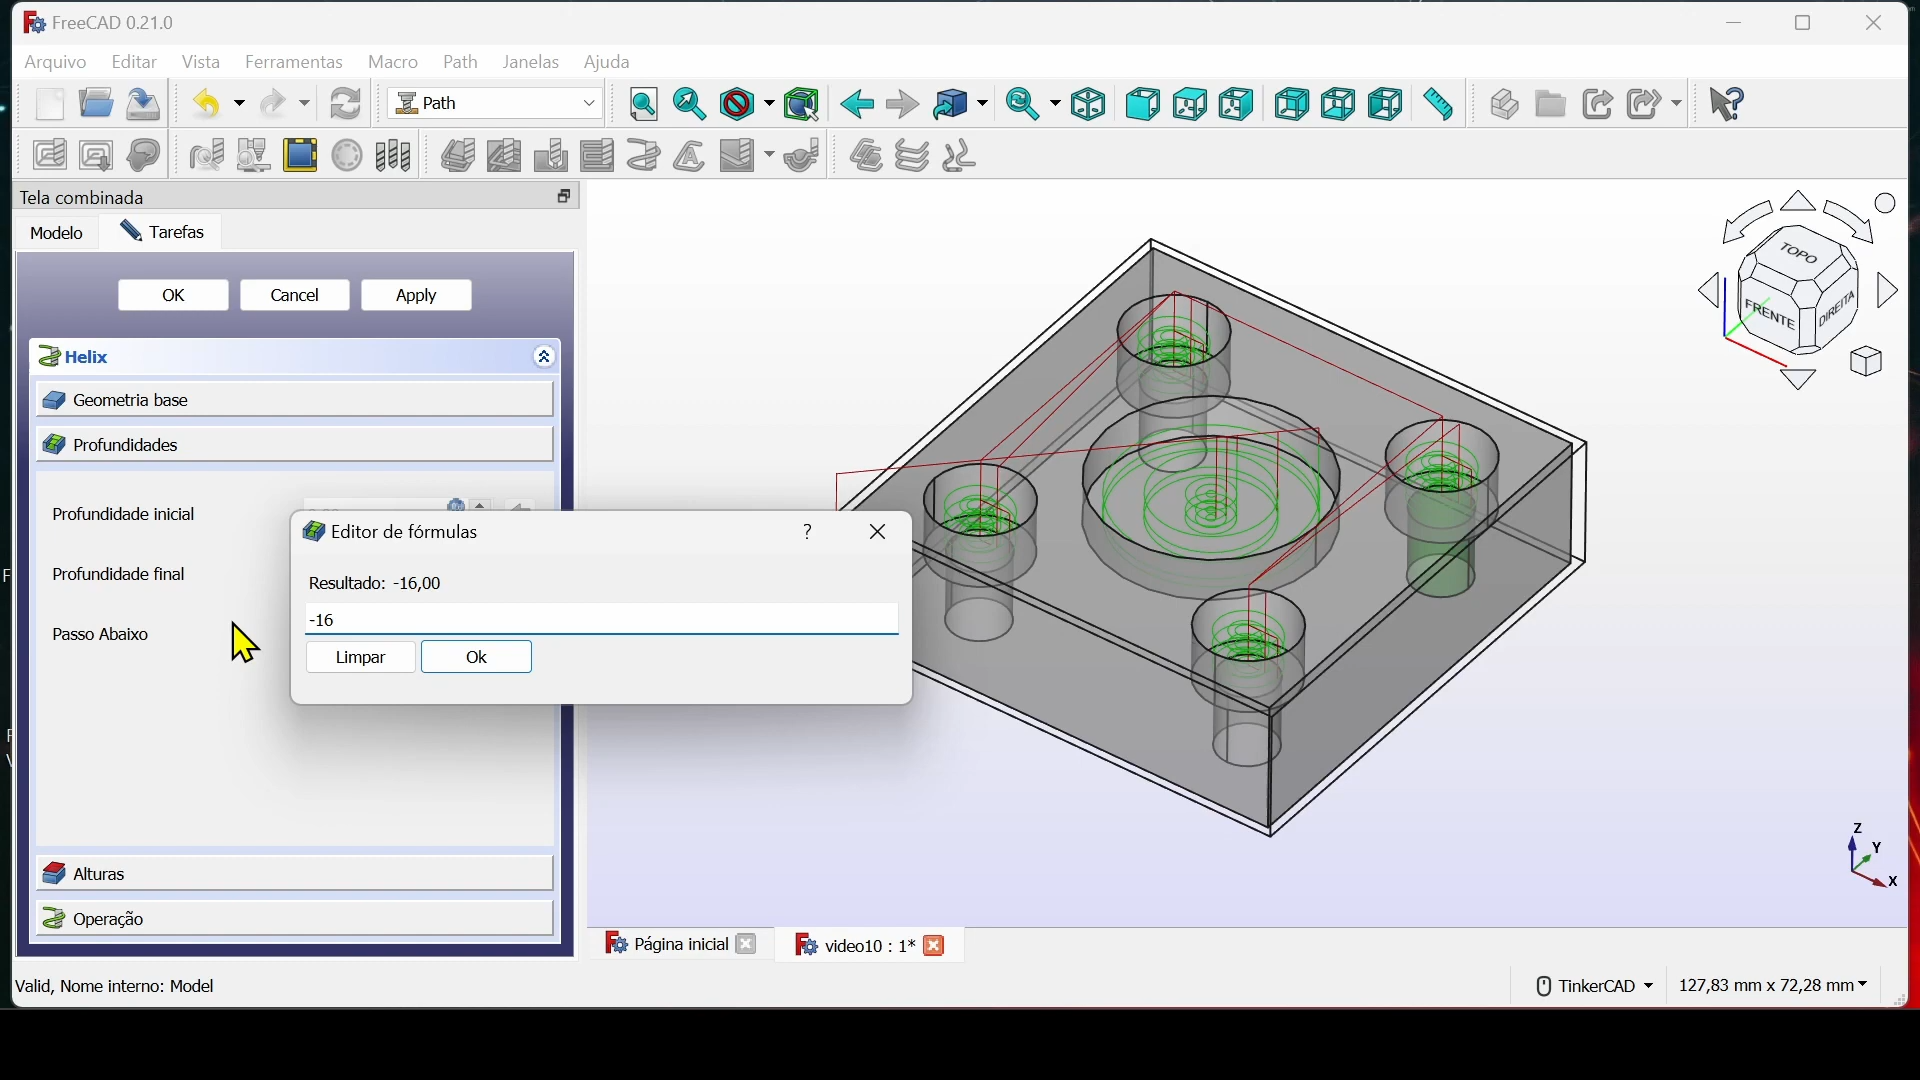 FreeCAD 0.21.0
Arquivo Editar Vista Ferramentas Macro Path Janelas Ajuda
Path
Tela combinada
Modelo Tarefas
OK Cancel Apply
Helix
Geometria base
Profundidades
Profundidade inicial
Profundidade final
Passo Abaixo
Editor de fórmulas ?
Resultado: -16,00
-16
Limpar Ok
Alturas
Operação
TOPO
FRENTE
DIREITA
Z
Y
X
Página inicial
video10 : 1*
Valid, Nome interno: Model
TinkerCAD 127,83 mm x 72,28 mm